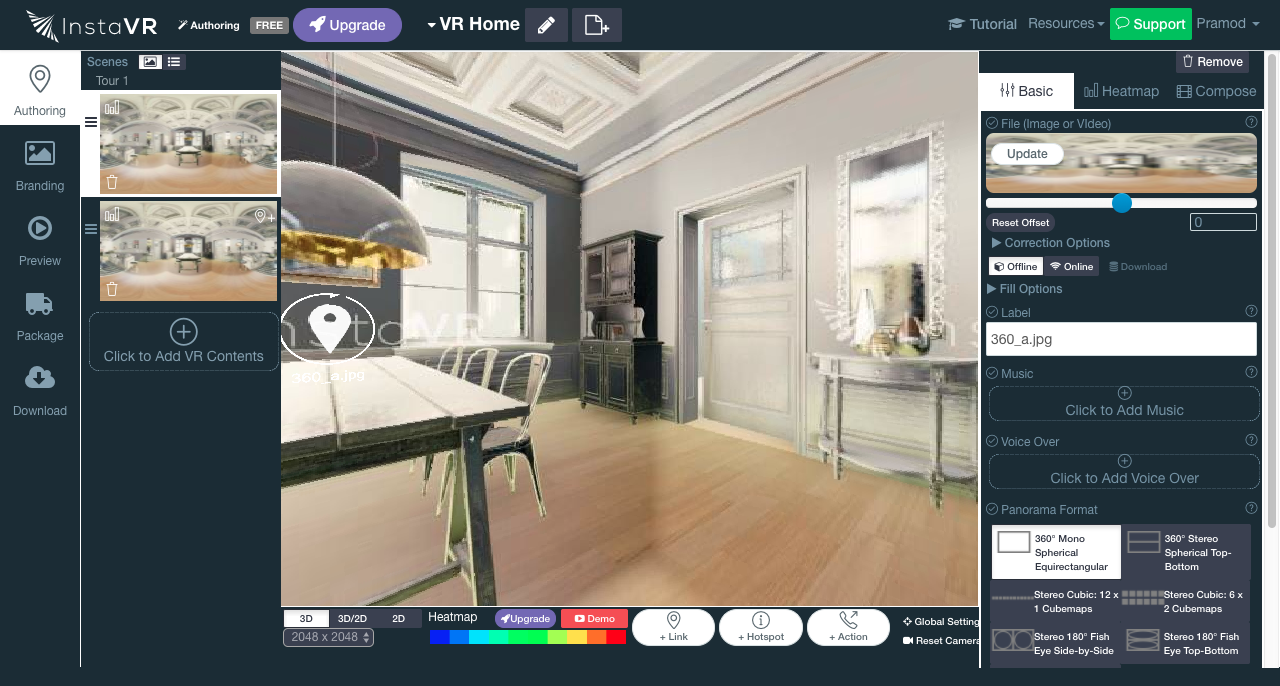 InstaVR
Authoring
FREE
Upgrade
VR Home
Tutorial
Resources
Support
Pramod
Authoring
Branding
Preview
Package
Download
Scenes
Tour 1
Click to Add VR Contents
InstaVR
Ins
360_a.jpg
3D
3D/2D
2D
2048 x 2048
Heatmap
Upgrade
Demo
+ Link
+ Hotspot
+ Action
Global Setting
Reset Camera
Remove
Basic
Heatmap
Compose
File (Image or VIdeo)
Update
Reset Offset
0
Correction Options
Offline
Online
Download
Fill Options
Label
360_a.jpg
Music
Click to Add Music
Voice Over
Click to Add Voice Over
Panorama Format
360° Mono
Spherical
Equirectangular
360° Stereo
Spherical Top-
Bottom
Stereo Cubic: 12 x
1 Cubemaps
Stereo Cubic: 6 x
2 Cubemaps
Stereo 180° Fish
Eye Side-by-Side
Stereo 180° Fish
Eye Top-Bottom